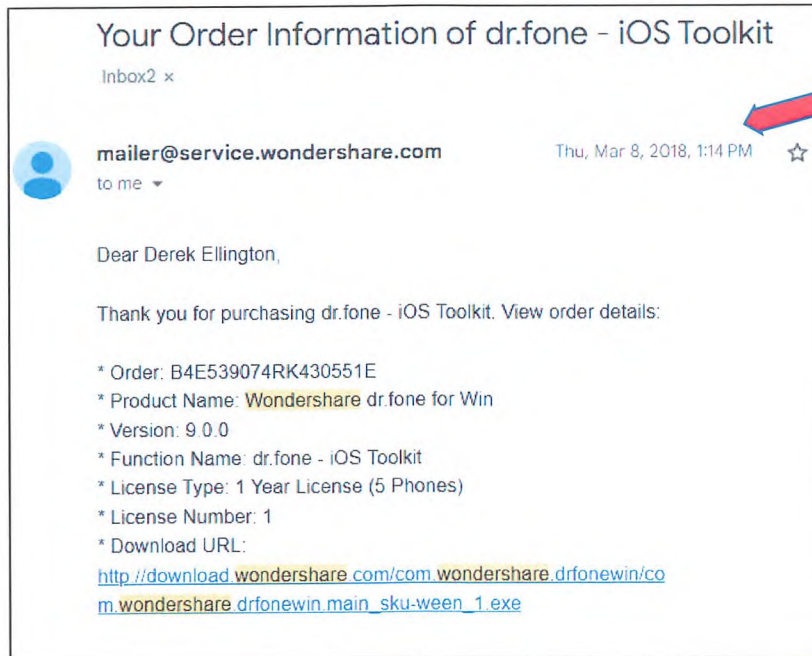 Your Order Information of dr.fone - iOS Toolkit
Inbox2 ×
mailer@service.wondershare.com Thu, Mar 8, 2018, 1:14 PM
to me
Dear Derek Ellington,
Thank you for purchasing dr.fone - iOS Toolkit. View order details:
* Order: B4E539074RK430551E
* Product Name: Wondershare dr.fone for Win
* Version: 9.0.0
* Function Name: dr.fone - iOS Toolkit
* License Type: 1 Year License (5 Phones)
* License Number: 1
* Download URL:
http://download.wondershare.com/com.wondershare.drfonewin/co
m.wondershare.drfonewin.main_sku-ween_1.exe